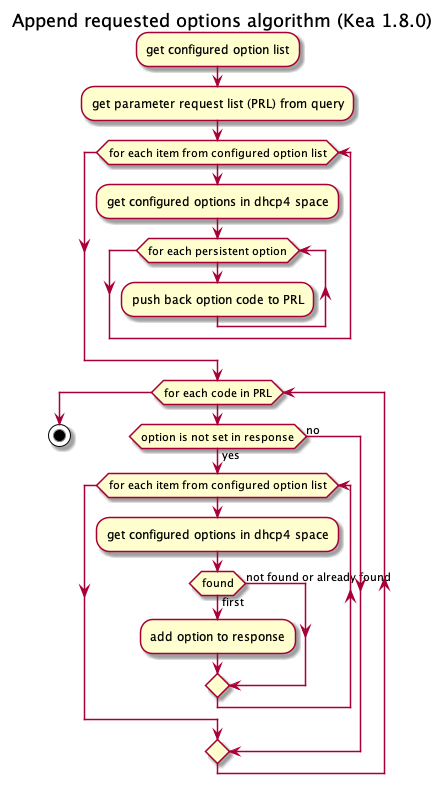 Append requested options algorithm (Kea 1.8.0)
get configured option list
get parameter request list (PRL) from query
for each item from configured option list
get configured options in dhcp4 space
for each persistent option
push back option code to PRL
for each code in PRL
option is not set in response
no
yes
for each item from configured option list
get configured options in dhcp4 space
found
not found or already found
first
add option to response